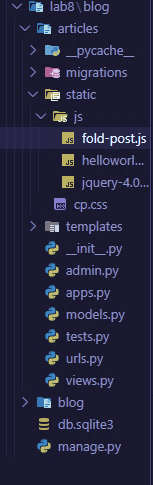 lab8\blog
articles
__pycache__
migrations
static
js
fold-post.js
helloworl...
jquery-4.0...
cp.css
templates
__init__.py
admin.py
apps.py
models.py
tests.py
urls.py
views.py
blog
db.sqlite3
manage.py